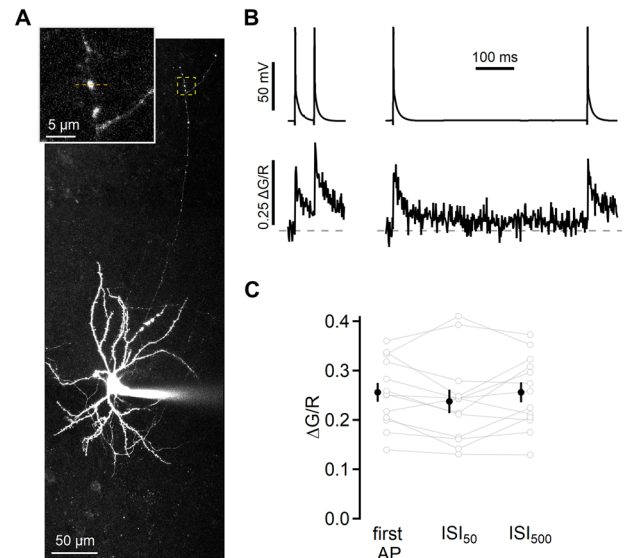 A
5 µm
50 µm
B
100 ms
50 mV
0.25 ΔG/R
C
0.4
0.3
0.2
0.1
0.0
ΔG/R
first
AP
ISI50
ISI500